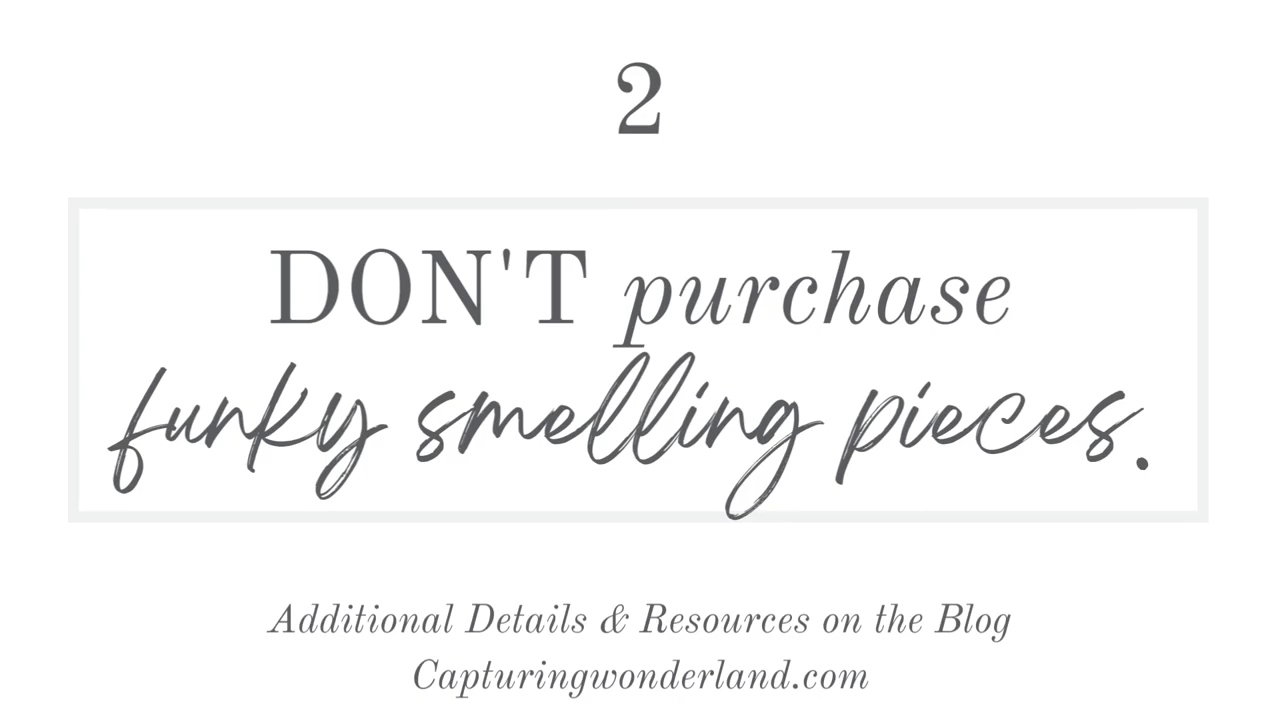 2
DON'T purchase
funky smelling pieces.
Additional Details & Resources on the Blog
Capturingwonderland.com